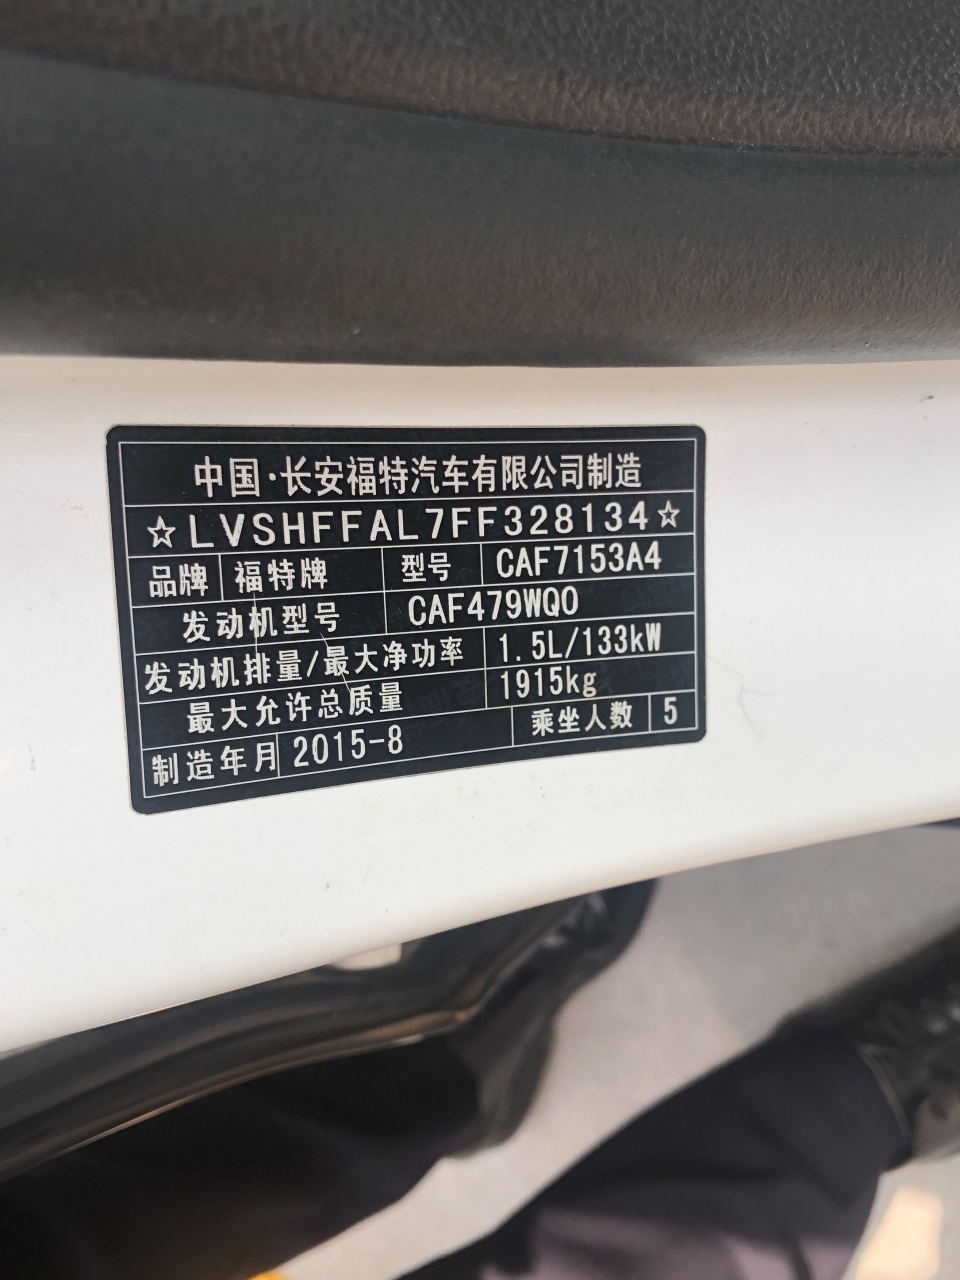 中国·长安福特汽车有限公司制造
☆LVSHFFAL7FF328134☆
品牌 福特牌 型号 CAF7153A4
发动机型号 CAF479WQ0
发动机排量/最大净功率 1.5L/133kW
最大允许总质量 1915kg
制造年月 2015-8 乘坐人数 5